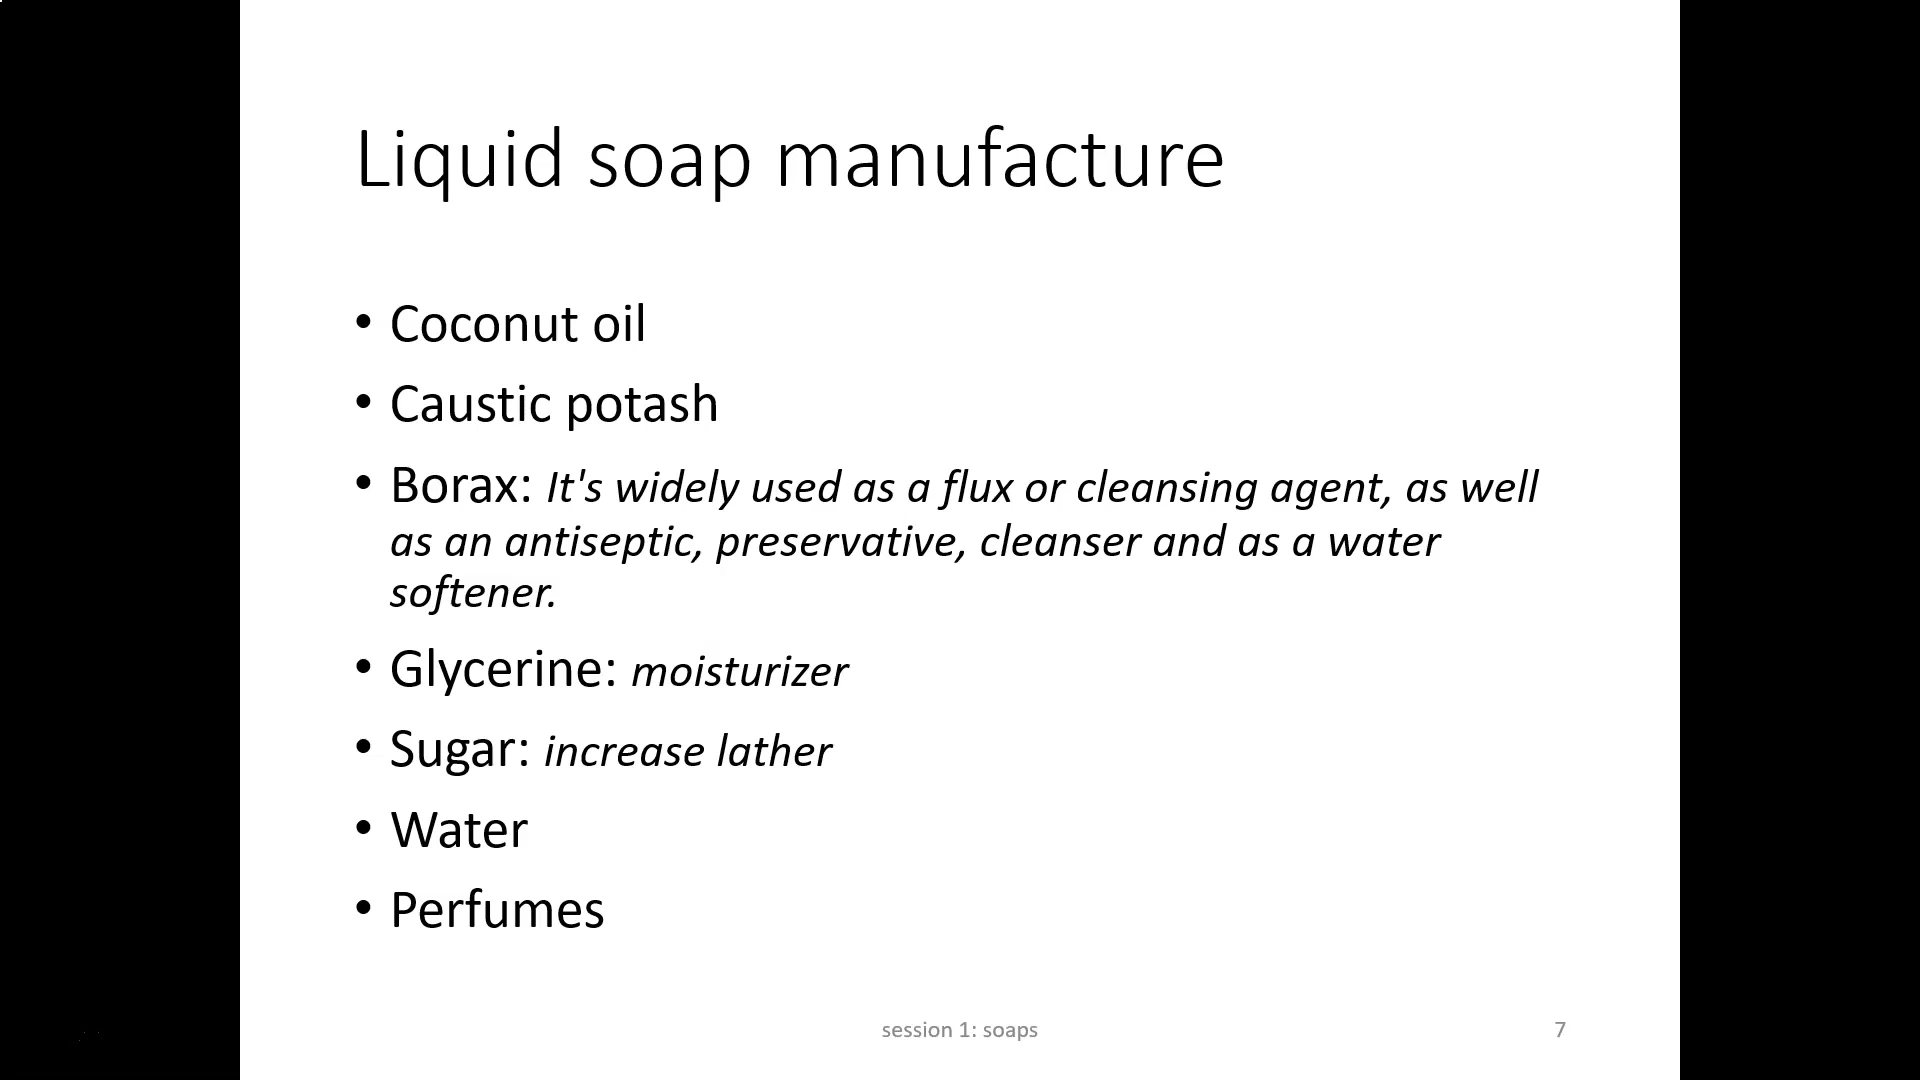 Liquid soap manufacture
• Coconut oil
• Caustic potash
• Borax: It's widely used as a flux or cleansing agent, as well
as an antiseptic, preservative, cleanser and as a water
softener.
• Glycerine: moisturizer
• Sugar: increase lather
• Water
• Perfumes
session 1: soaps
7